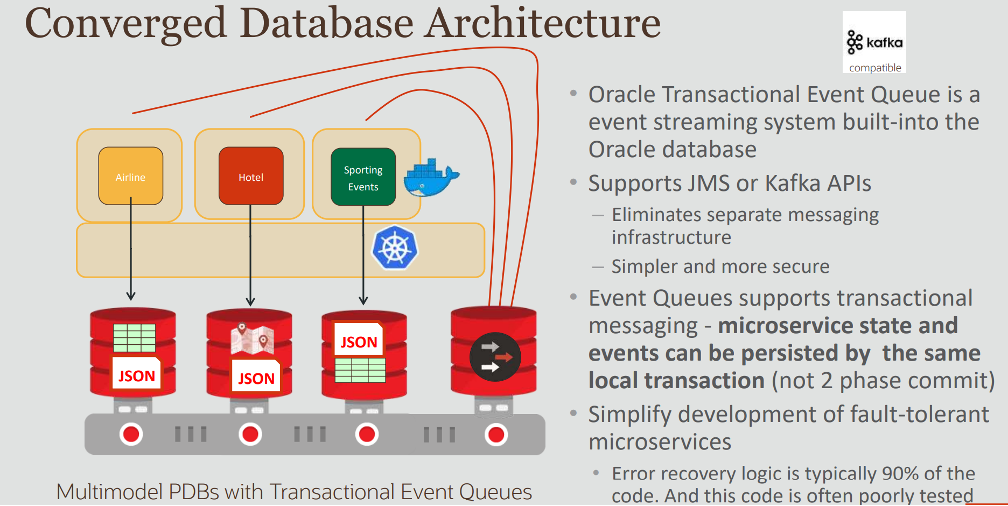 Converged Database Architecture
kafka
compatible
Airline
Hotel
Sporting
Events
JSON
JSON
JSON
Multimodel PDBs with Transactional Event Queues
• Oracle Transactional Event Queue is a
event streaming system built-into the
Oracle database
• Supports JMS or Kafka APIs
– Eliminates separate messaging
infrastructure
– Simpler and more secure
• Event Queues supports transactional
messaging - microservice state and
events can be persisted by the same
local transaction (not 2 phase commit)
• Simplify development of fault-tolerant
microservices
• Error recovery logic is typically 90% of the
code. And this code is often poorly tested